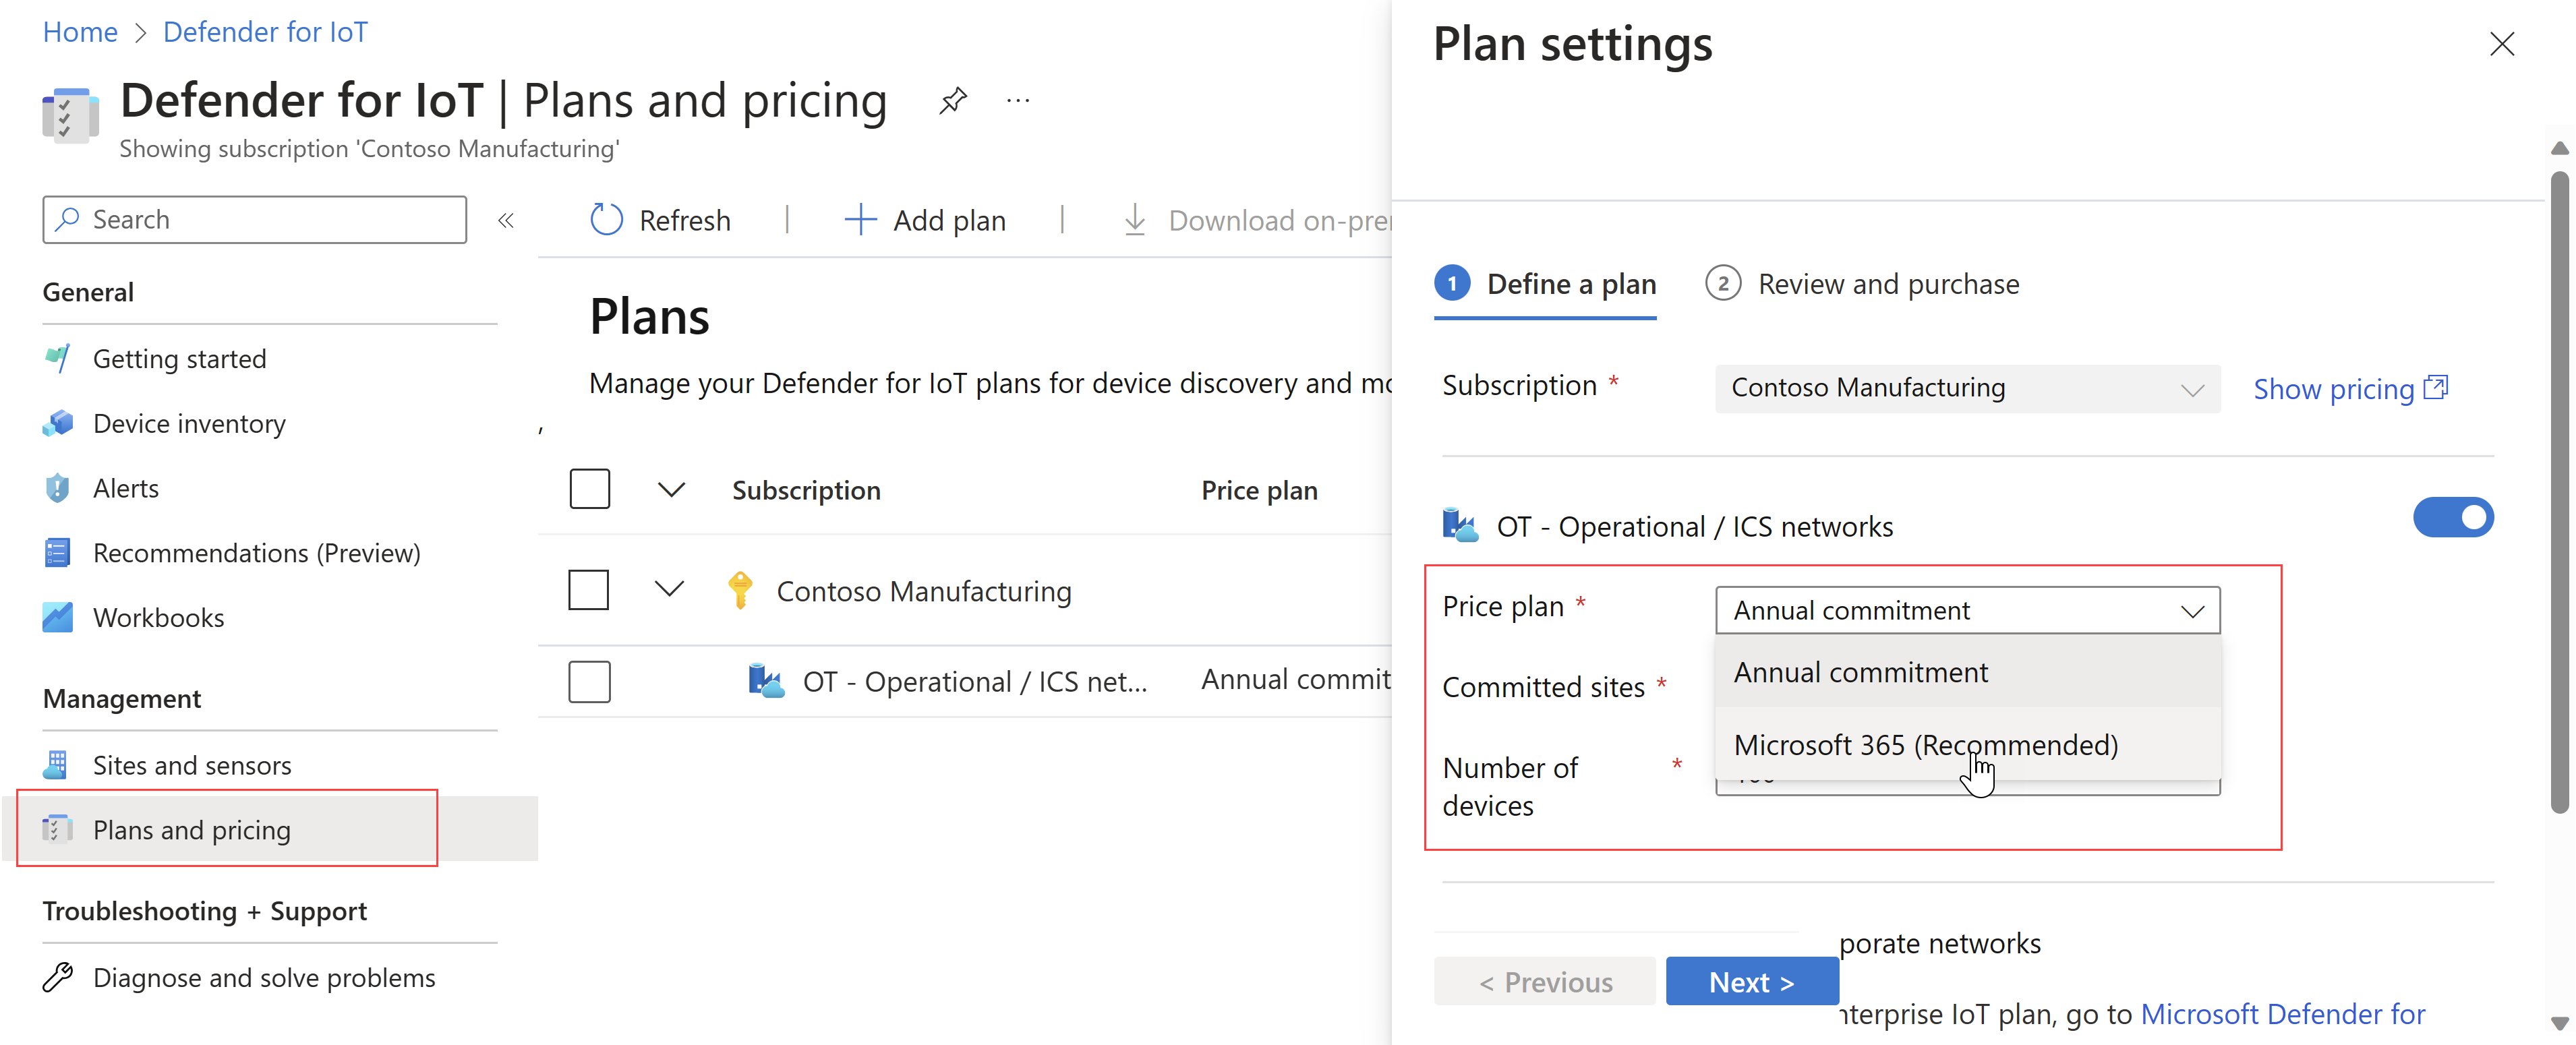 Home > Defender for IoT
Defender for IoT | Plans and pricing
Showing subscription 'Contoso Manufacturing'
Search
General
Getting started
Device inventory
Alerts
Recommendations (Preview)
Workbooks
Management
Sites and sensors
Plans and pricing
Troubleshooting + Support
Diagnose and solve problems
Refresh | Add plan | Download on-prer
Plans
Manage your Defender for IoT plans for device discovery and mo
Subscription Price plan
Contoso Manufacturing
OT - Operational / ICS net... Annual commit
Plan settings
1 Define a plan 2 Review and purchase
Subscription * Contoso Manufacturing Show pricing
OT - Operational / ICS networks
Price plan * Annual commitment
Annual commitment
Committed sites *
Microsoft 365 (Recommended)
Number of *
devices
porate networks
< Previous Next >
nterprise IoT plan, go to Microsoft Defender for